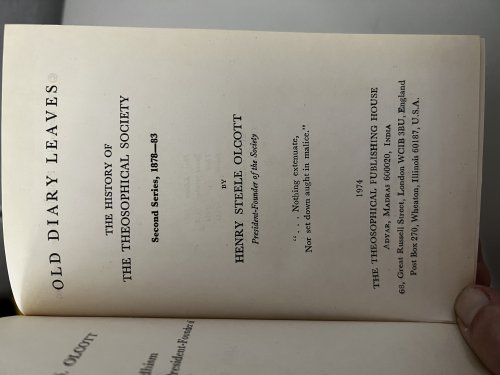 OLD DIARY LEAVES
THE HISTORY OF
THE THEOSOPHICAL SOCIETY
Second Series, 1878—83
BY
HENRY STEELE OLCOTT
President-Founder of the Society
“. . . Nothing extenuate,
Nor set down aught in malice.”
1974
THE THEOSOPHICAL PUBLISHING HOUSE
ADYAR, MADRAS 600020, INDIA
68, Great Russell Street, London WC1B 3BU, England
Post Box 270, Wheaton, Illinois 60187, U.S.A.
OLCOTT
President-Founder